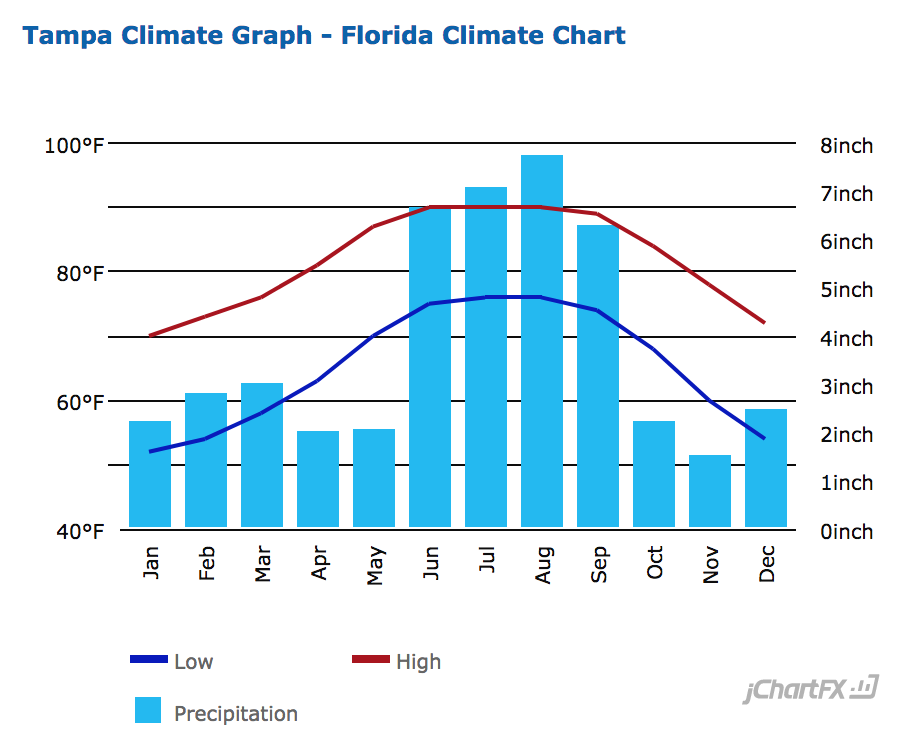 Tampa Climate Graph - Florida Climate Chart
100°F
80°F
60°F
40°F
8inch
7inch
6inch
5inch
4inch
3inch
2inch
1inch
0inch
Jan
Feb
Mar
Apr
May
Jun
Jul
Aug
Sep
Oct
Nov
Dec
Low
High
Precipitation
jChartFX